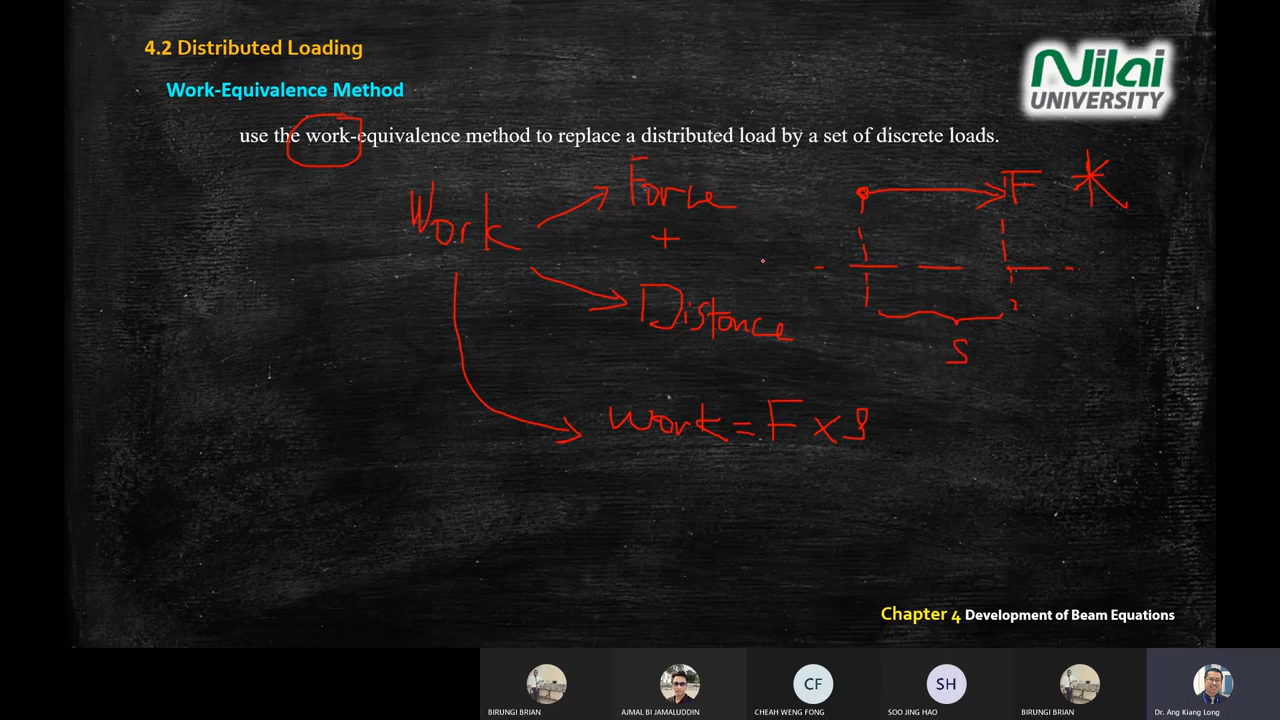 4.2 Distributed Loading
Nilai
UNIVERSITY
Work-Equivalence Method
use the work-equivalence method to replace a distributed load by a set of discrete loads.
Work
Force
+
Distance
F
S
Work = F x S
Chapter 4 Development of Beam Equations
CF
SH
BIRUNGI BRIAN
AJMAL BI JAMALUDDIN
CHEAH WENG FONG
SOO JING HAO
BIRUNGI BRIAN
Dr. Ang Kiang Long